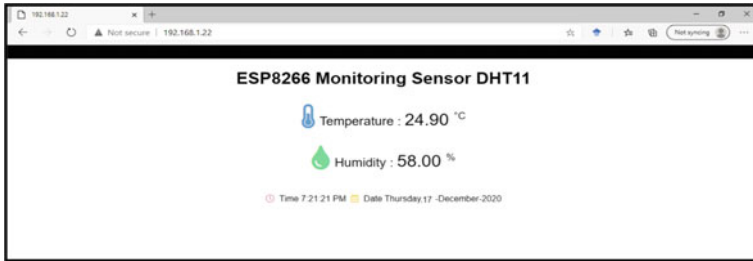 192.168.1.22
Not secure | 192.168.1.22
Not syncing
ESP8266 Monitoring Sensor DHT11
Temperature : 24.90 °C
Humidity : 58.00 %
Time 7:21:21 PM Date Thursday,17 -December-2020